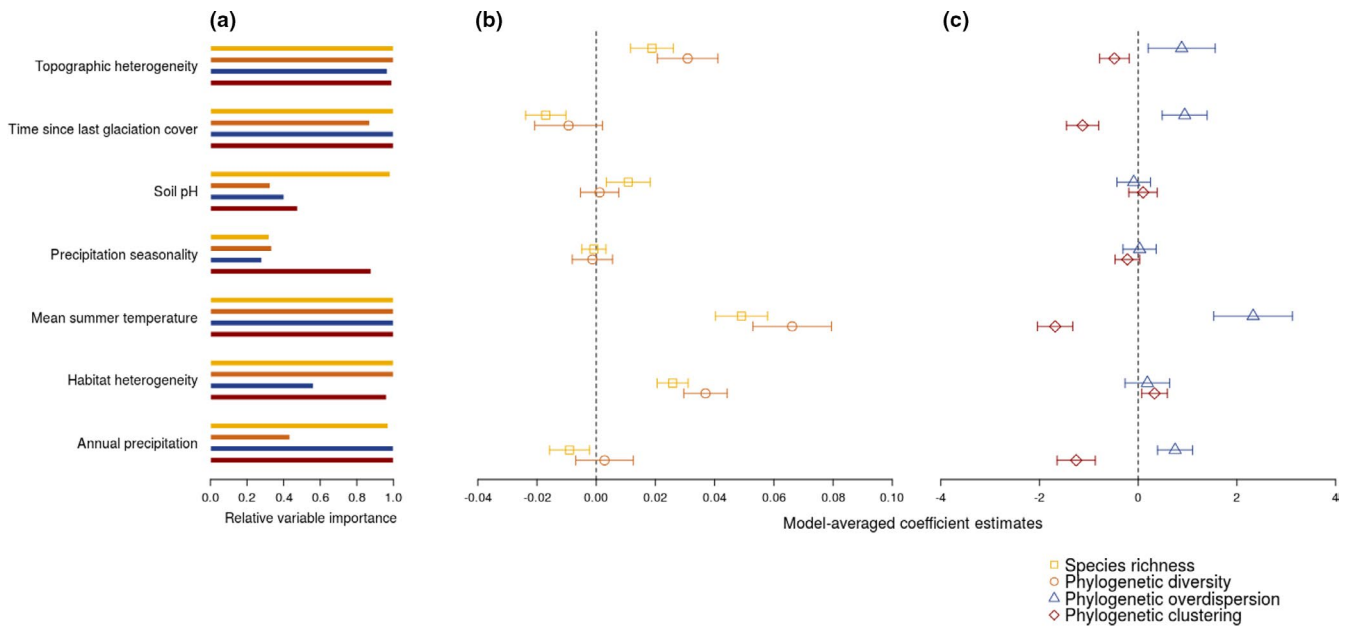 (a) (b) (c)
Topographic heterogeneity
Time since last glaciation cover
Soil pH
Precipitation seasonality
Mean summer temperature
Habitat heterogeneity
Annual precipitation
0.0 0.2 0.4 0.6 0.8 1.0 -0.04 -0.02 0.00 0.02 0.04 0.06 0.08 0.10 -4 -2 0 2 4
Relative variable importance Model-averaged coefficient estimates
Species richness
Phylogenetic diversity
Phylogenetic overdispersion
Phylogenetic clustering